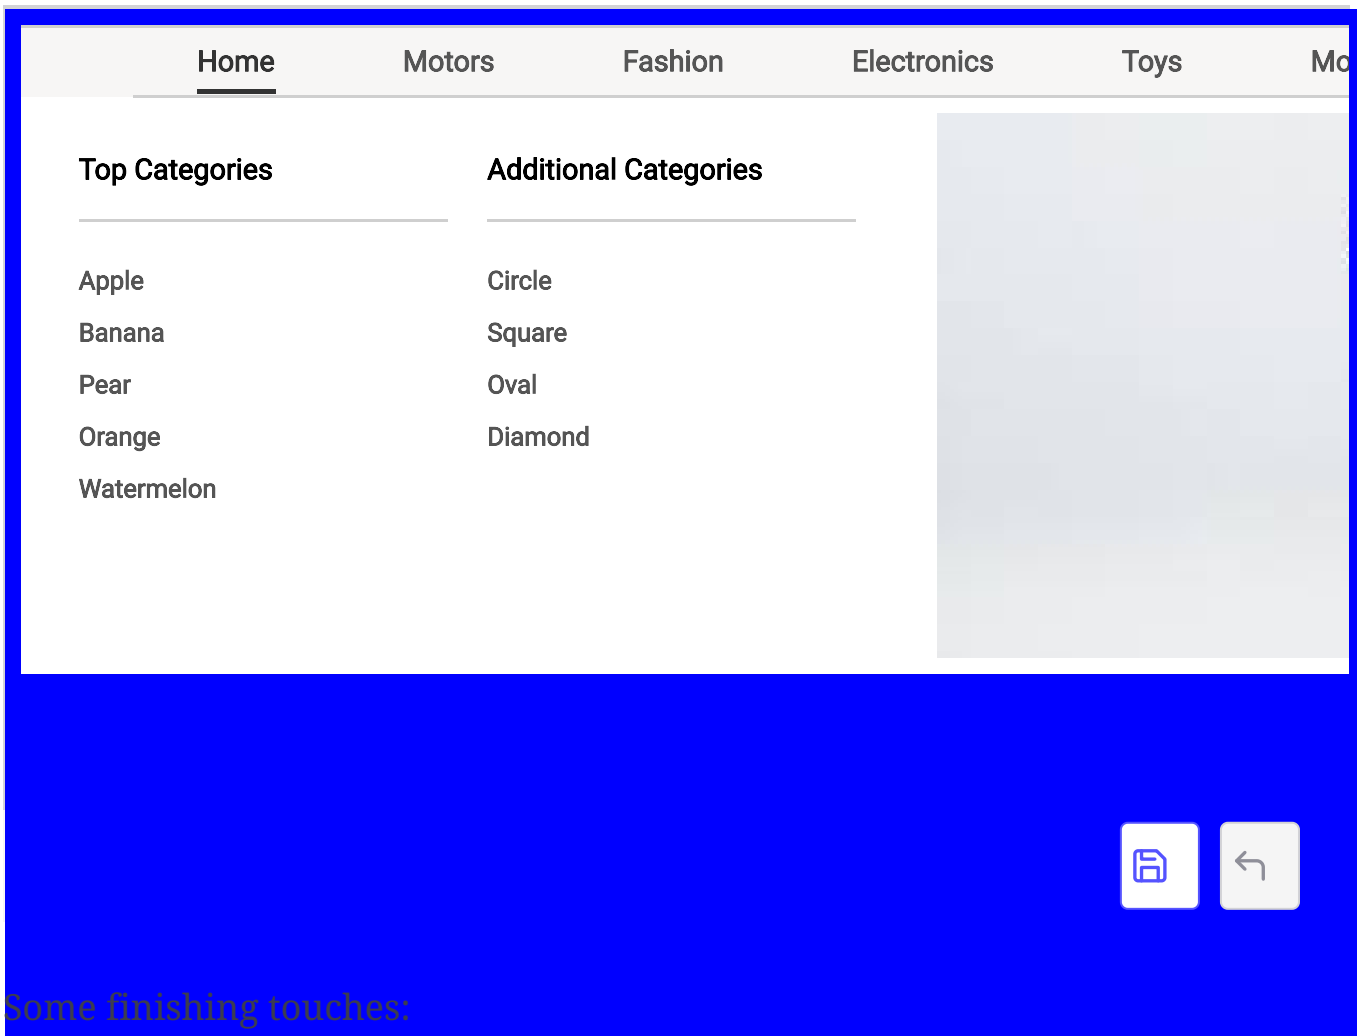 Home Motors Fashion Electronics Toys Mo
Top Categories
Apple
Banana
Pear
Orange
Watermelon
Additional Categories
Circle
Square
Oval
Diamond
Some finishing touches: